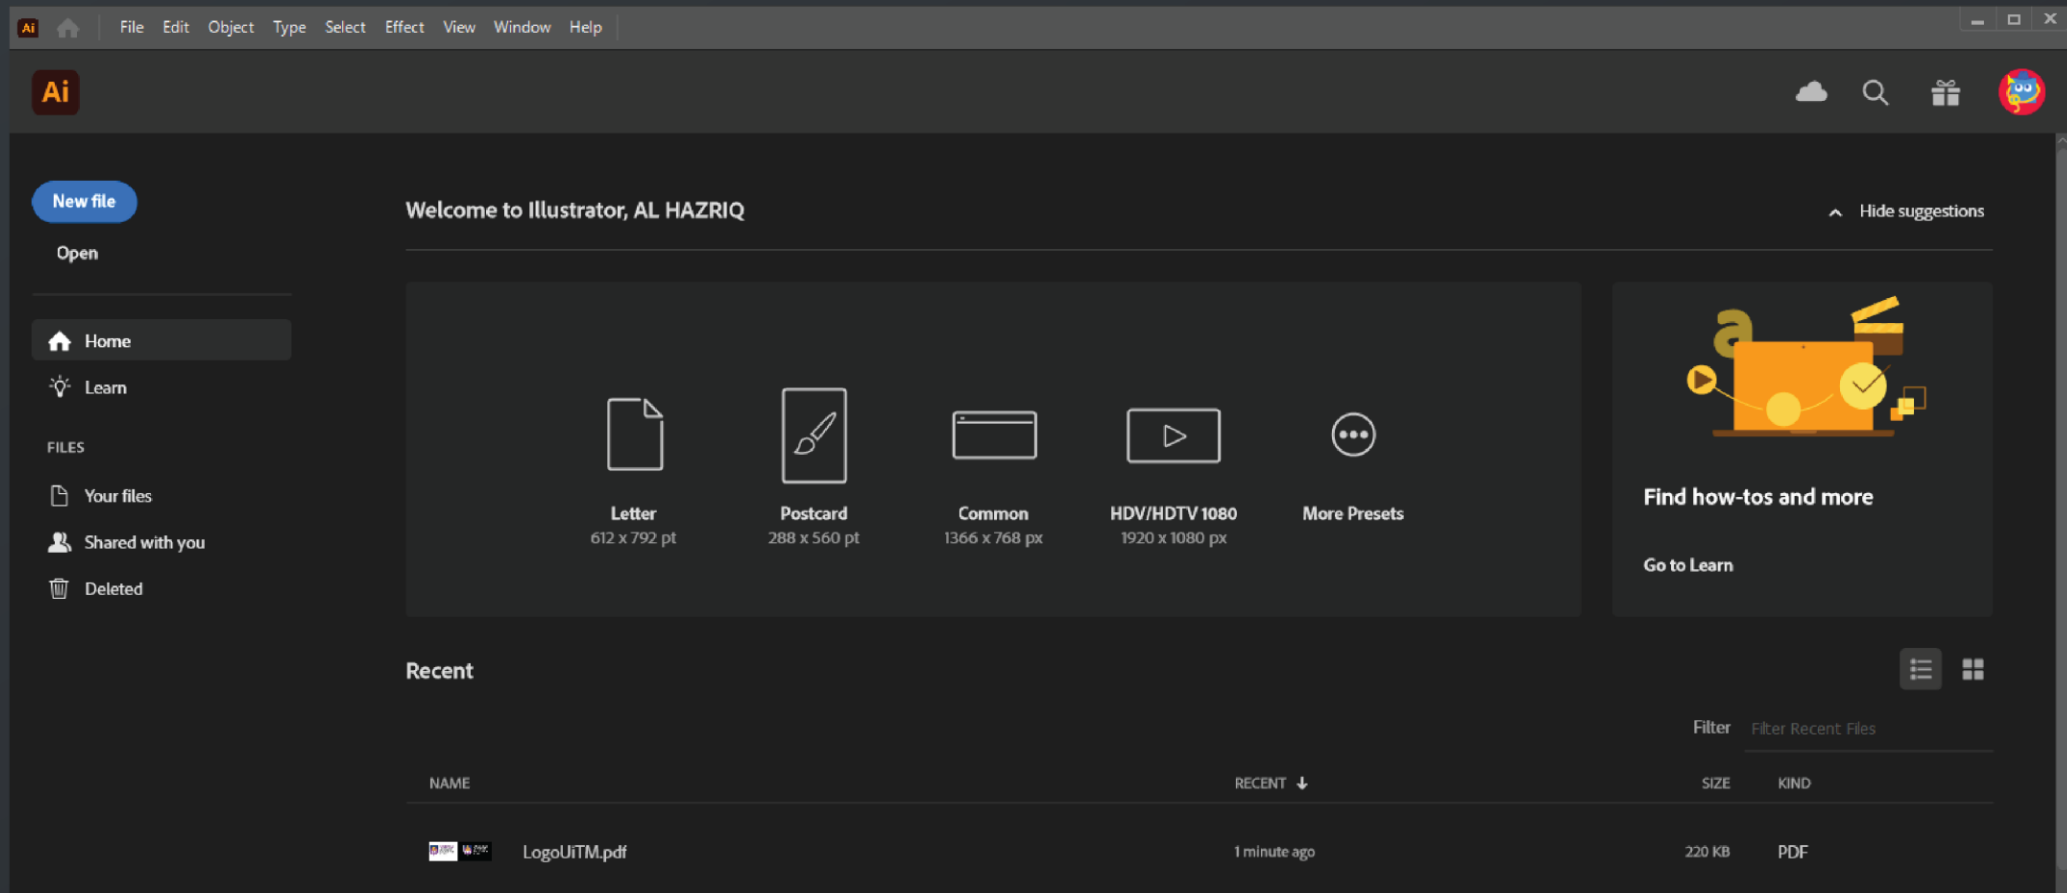 Ai File Edit Object Type Select Effect View Window Help
Ai
New file
Open
Home
Learn
FILES
Your files
Shared with you
Deleted
Welcome to Illustrator, AL HAZRIQ
Hide suggestions
Letter
612 x 792 pt
Postcard
288 x 560 pt
Common
1366 x 768 px
HDV/HDTV 1080
1920 x 1080 px
More Presets
a
Find how-tos and more
Go to Learn
Recent
Filter Filter Recent Files
NAME RECENT SIZE KIND
LogoUiTM.pdf 1 minute ago 220 KB PDF